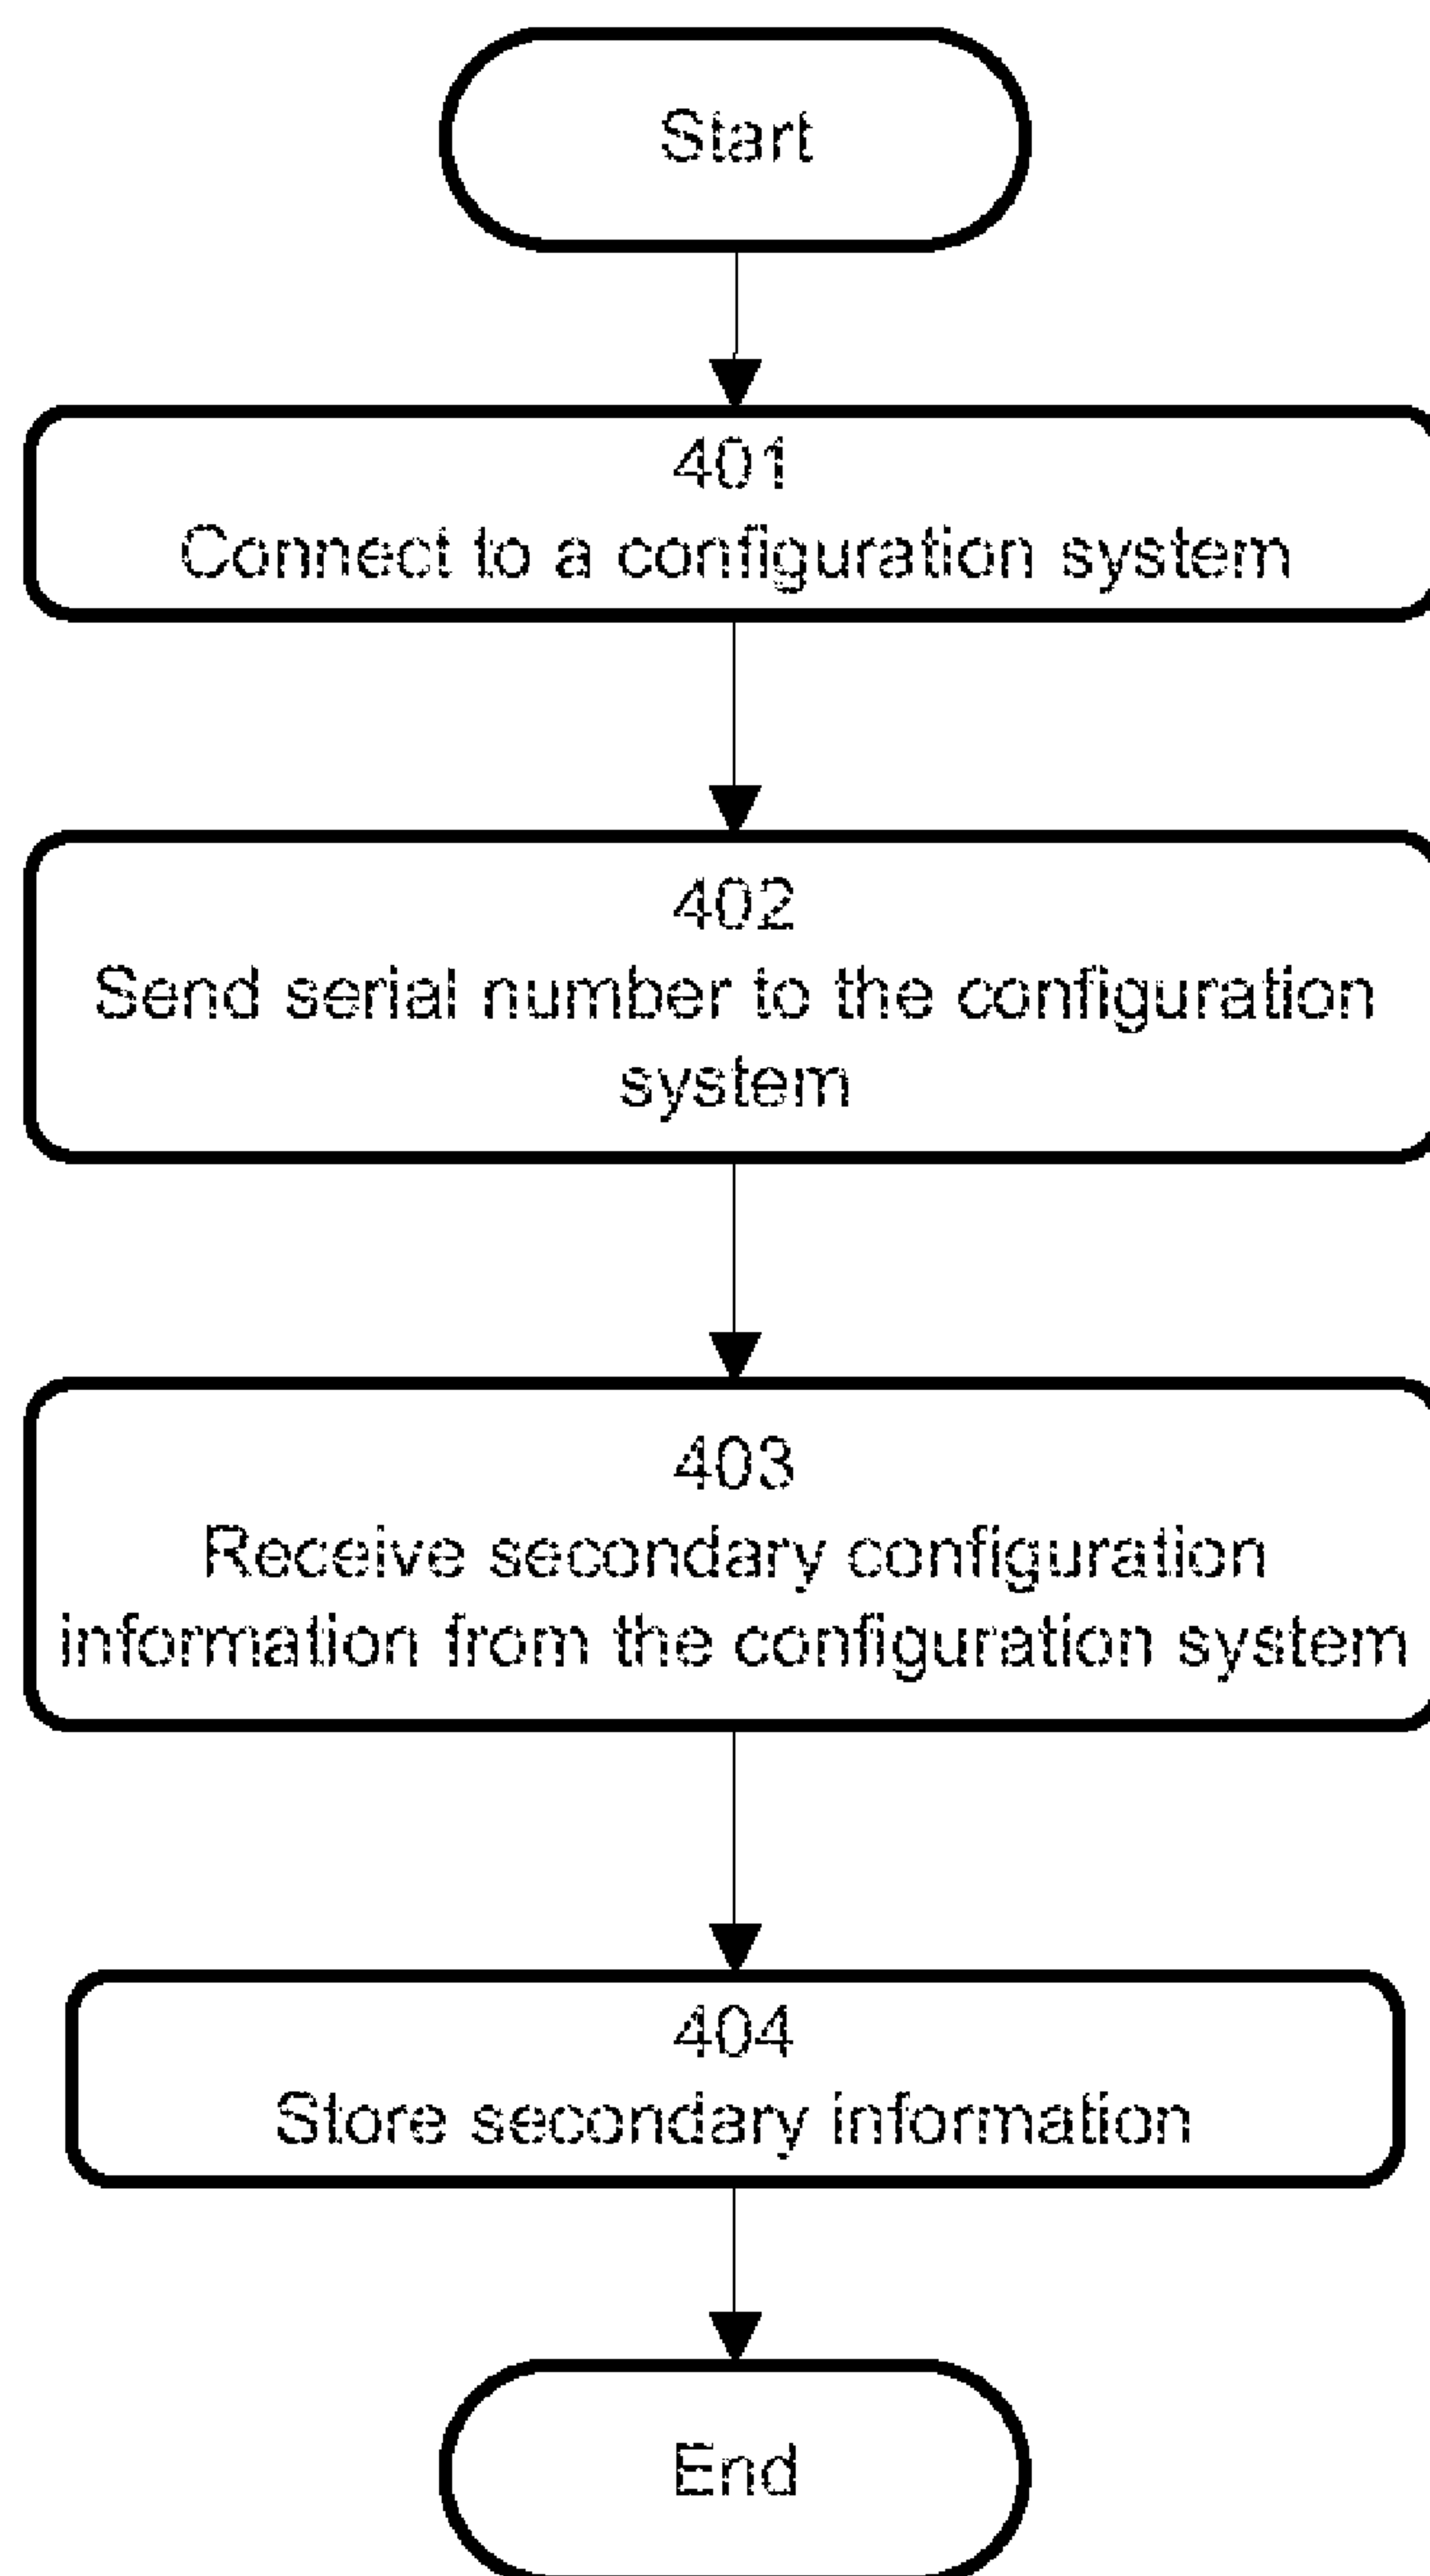 Start
401
Connect to a configuration system
402
Send serial number to the configuration
system
403
Receive secondary configuration
information from the configuration system
404
Store secondary information
End